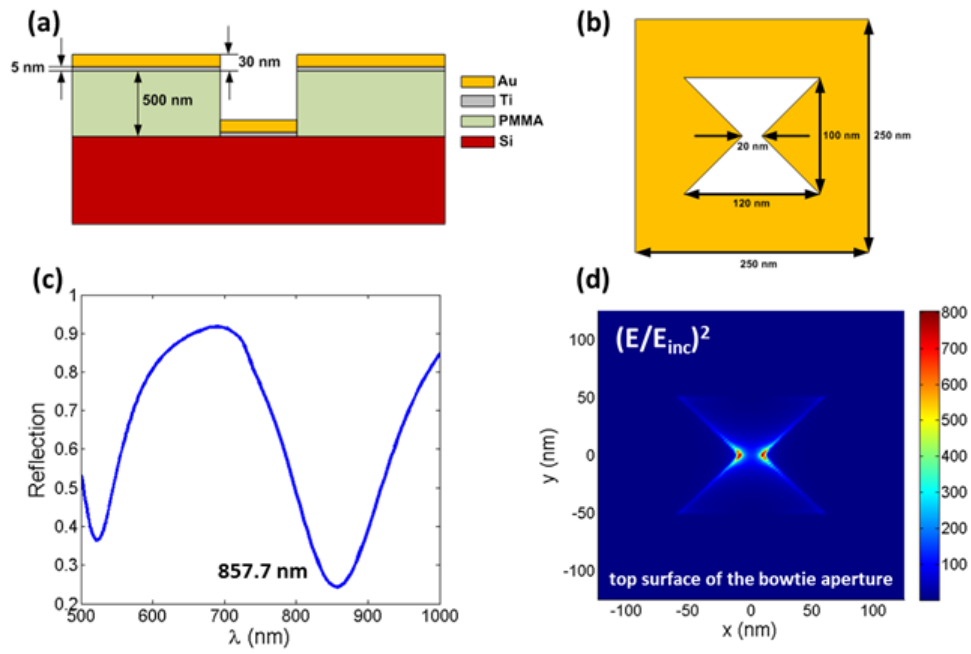 (a)
5 nm
30 nm
500 nm
Au
Ti
PMMA
Si
(b)
20 nm
100 nm
250 nm
120 nm
250 nm
(c)
1
0.9
0.8
0.7
0.6
0.5
0.4
0.3
0.2
Reflection
857.7 nm
500 600 700 800 900 1000
λ (nm)
(d)
(E/Einc)2
100
50
0
-50
-100
y (nm)
top surface of the bowtie aperture
-100 -50 0 50 100
x (nm)
800
700
600
500
400
300
200
100